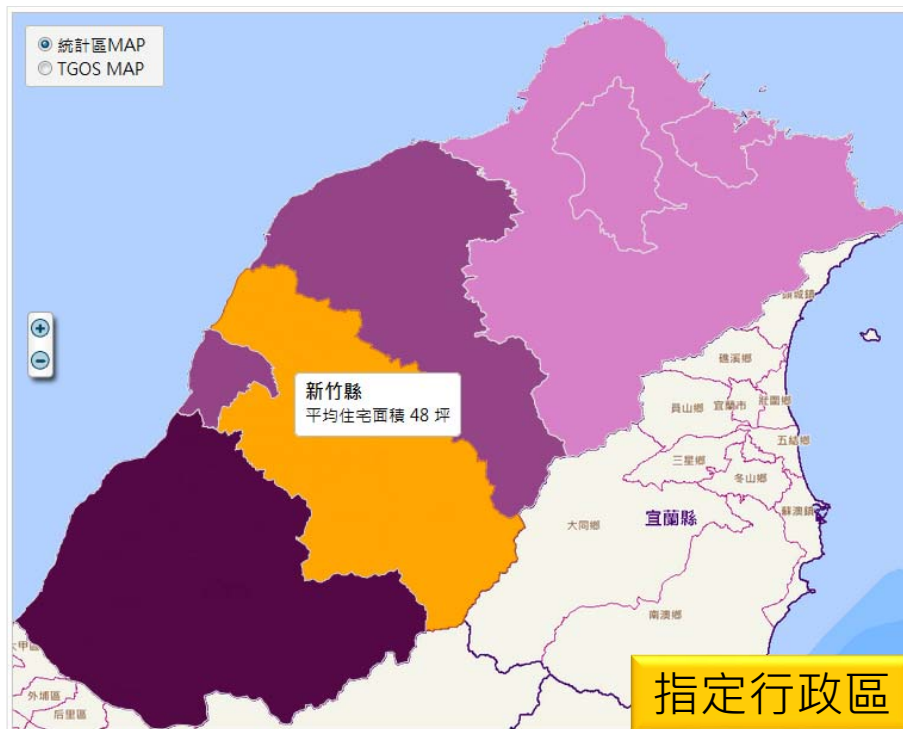 統計區MAP
TGOS MAP
新竹縣
平均住宅面積 48 坪
頭城鎮
礁溪鄉
員山鄉
宜蘭市
壯圍鄉
五結鄉
三星鄉
冬山鄉
蘇澳鎮
大同鄉
宜蘭縣
南澳鄉
大甲區
外埔區
后里區
指定行政區